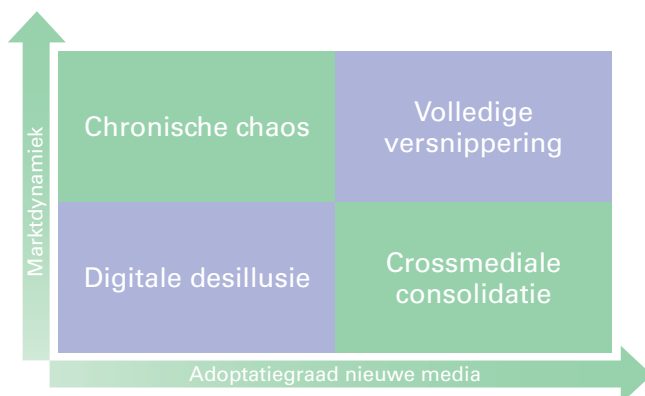 Marktdynamiek
Chronische chaos
Volledige
versnippering
Digitale desillusie
Crossmediale
consolidatie
Adoptatiegraad nieuwe media